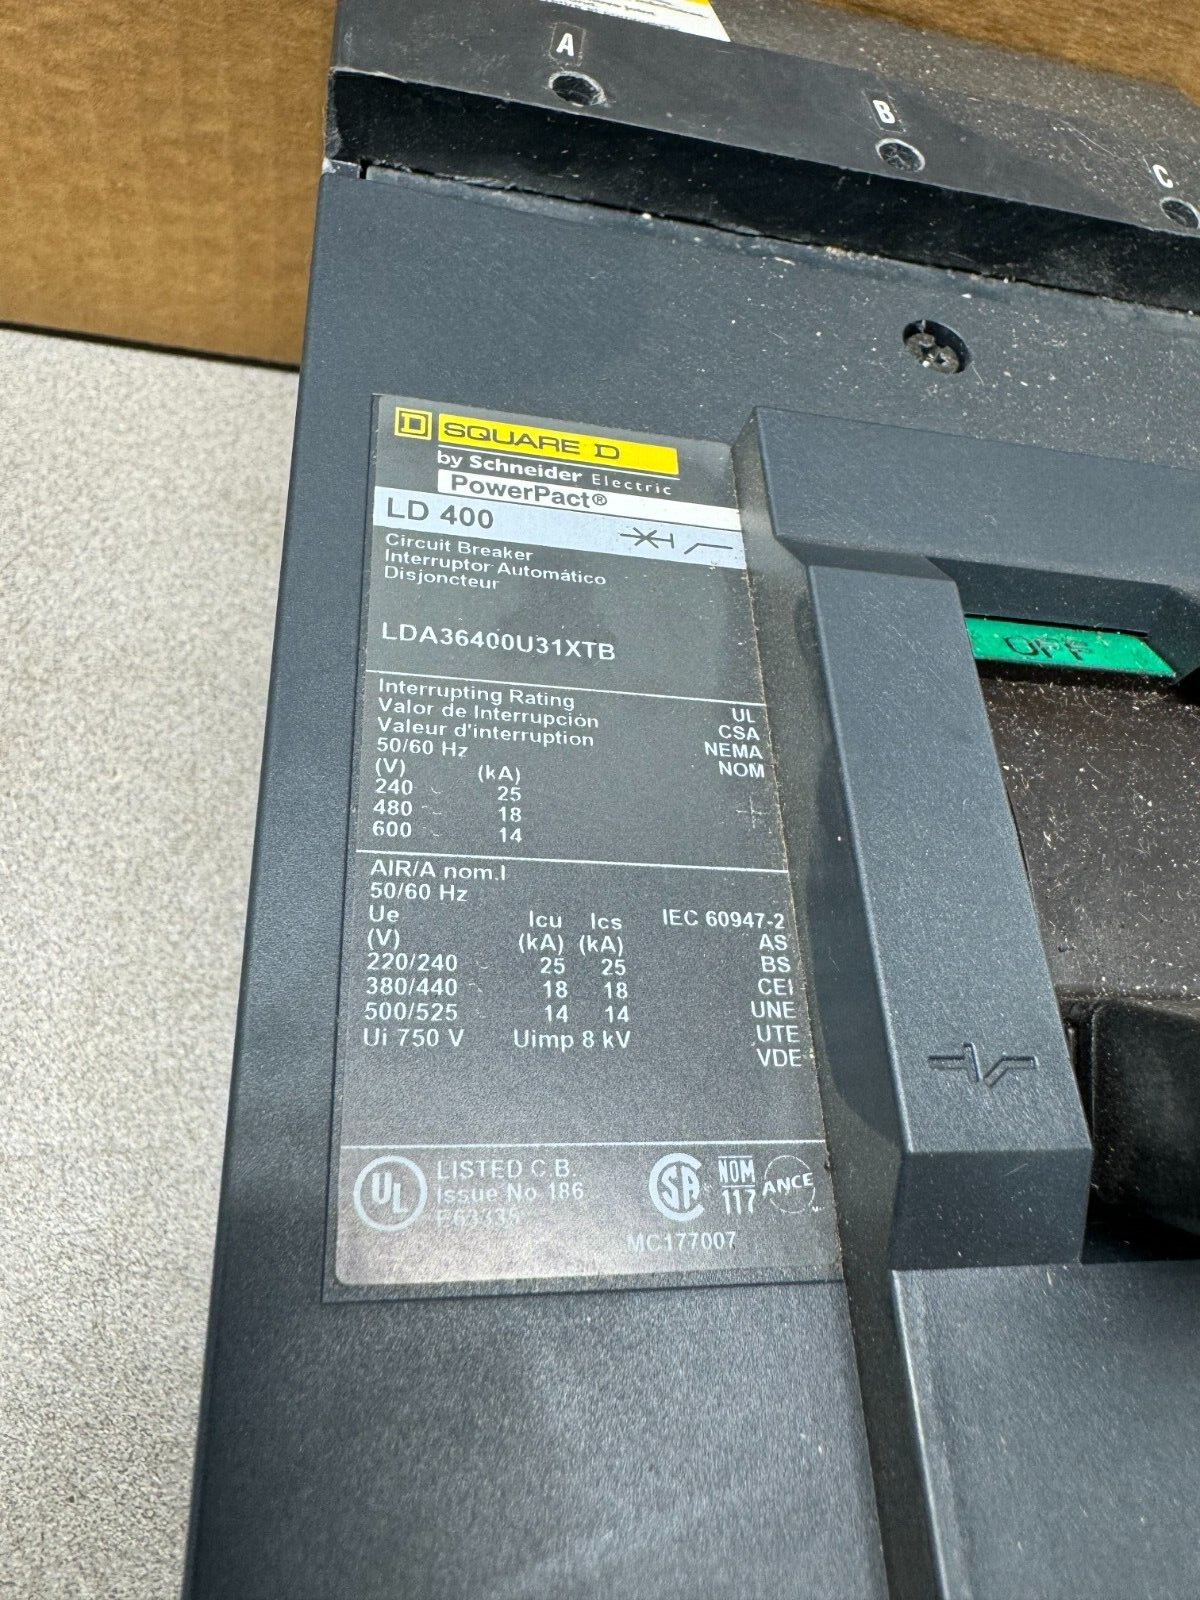 A
B
C
SQUARE D
by Schneider Electric
PowerPact®
LD 400
Circuit Breaker
Interruptor Automático
Disjoncteur
LDA36400U31XTB
OFF
Interrupting Rating
Valor de Interrupción
Valeur d'interruption
50/60 Hz
UL
CSA
NEMA
NOM
(V) (kA)
240 ~ 25
480 ~ 18
600 ~ 14
AIR/A nom.I
50/60 Hz
Ue Icu Ics IEC 60947-2
(V) (kA) (kA) AS
220/240 ~ 25 25 BS
380/440 ~ 18 18 CEI
500/525 14 14 UNE
Ui 750 V Uimp 8 kV UTE
VDE
UL LISTED C.B.
Issue No 186
E63335
SA NOM 117 ANCE
MC177007